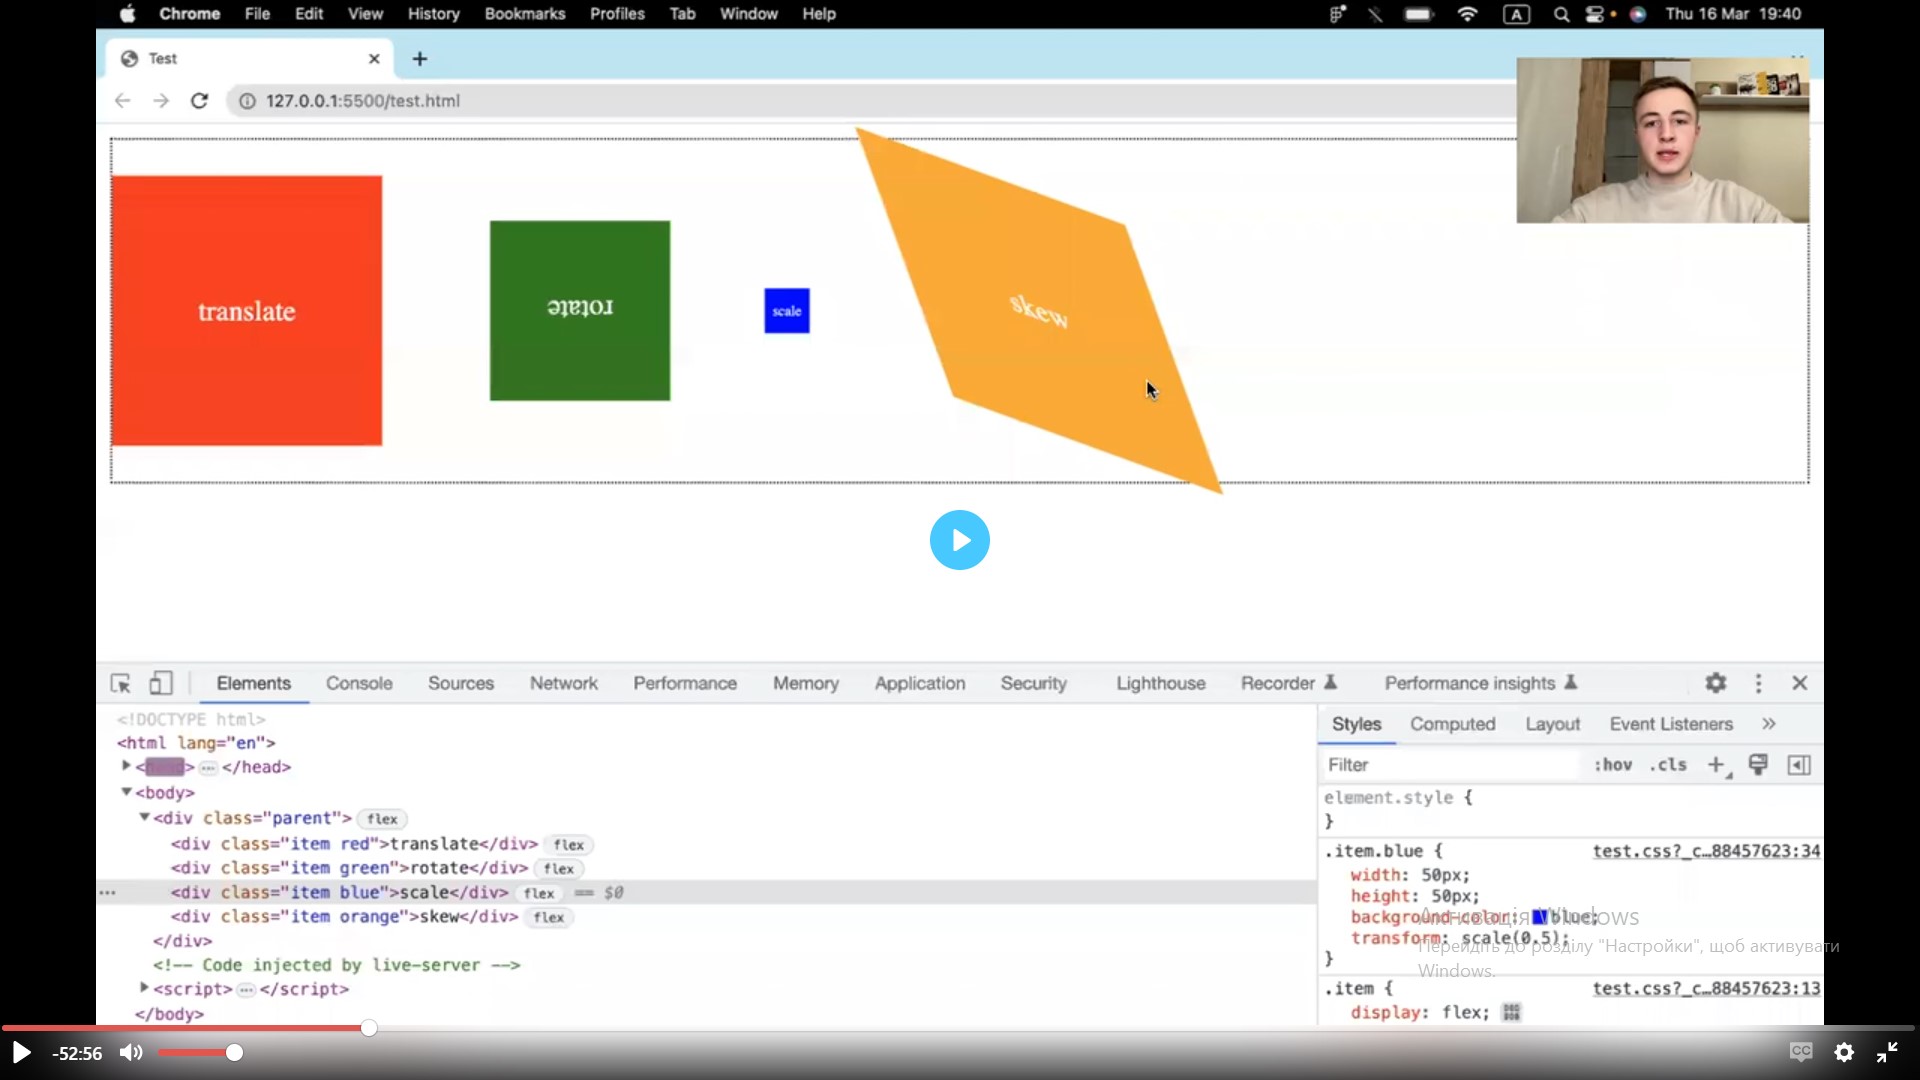 Chrome File Edit View History Bookmarks Profiles Tab Window Help A Thu 16 Mar 19:40
Test
127.0.0.1:5500/test.html
translate
rotate
scale
skew
Elements Console Sources Network Performance Memory Application Security Lighthouse Recorder Performance insights
<!DOCTYPE html>
<html lang="en">
<head> … </head>
<body>
<div class="parent"> flex
<div class="item red">translate</div> flex
<div class="item green">rotate</div> flex
<div class="item blue">scale</div> flex == $0
<div class="item orange">skew</div> flex
</div>
<!-- Code injected by live-server -->
<script> … </script>
</body>
Styles Computed Layout Event Listeners
Filter :hov .cls
element.style {
}
.item.blue { test.css?_c…88457623:34
width: 50px;
height: 50px;
background-color: blue;
transform: scale(0.5);
}
.item { test.css?_c…88457623:13
display: flex;
Активація Windows
Перейдіть до розділу "Настройки", щоб активувати
Windows.
-52:56
CC